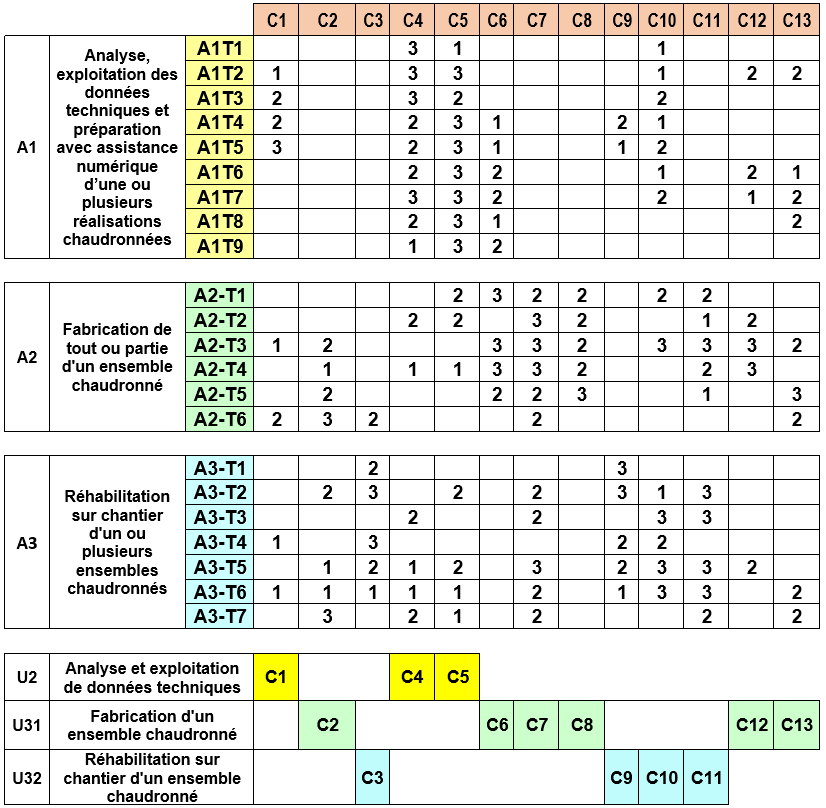 C1 C2 C3 C4 C5 C6 C7 C8 C9 C10 C11 C12 C13
A1
Analyse,
exploitation des
données
techniques et
préparation
avec assistance
numérique
d'une ou
plusieurs
réalisations
chaudronnées
A1T1 3 1 1
A1T2 1 3 3 1 2 2
A1T3 2 3 2 2
A1T4 2 2 3 1 2 1
A1T5 3 2 3 1 1 2
A1T6 2 3 2 1 2 1
A1T7 3 3 2 2 1 2
A1T8 2 3 1 2
A1T9 1 3 2
A2
Fabrication de
tout ou partie
d'un ensemble
chaudronné
A2-T1 2 3 2 2 2 2
A2-T2 2 2 3 2 1 2
A2-T3 1 2 3 3 2 3 3 3 2
A2-T4 1 1 1 3 3 2 2 3
A2-T5 2 2 2 3 1 3
A2-T6 2 3 2 2 2
A3
Réhabilitation
sur chantier
d'un ou
plusieurs
ensembles
chaudronnés
A3-T1 2 3
A3-T2 2 3 2 2 3 1 3
A3-T3 2 2 3 3
A3-T4 1 3 2 2
A3-T5 1 2 1 2 3 2 3 3 2
A3-T6 1 1 1 1 1 2 1 3 3 2
A3-T7 3 2 1 2 2 2
U2
Analyse et exploitation
de données techniques
C1 C4 C5
U31
Fabrication d'un
ensemble chaudronné
C2 C6 C7 C8 C12 C13
U32
Réhabilitation sur
chantier d'un ensemble
chaudronné
C3 C9 C10 C11